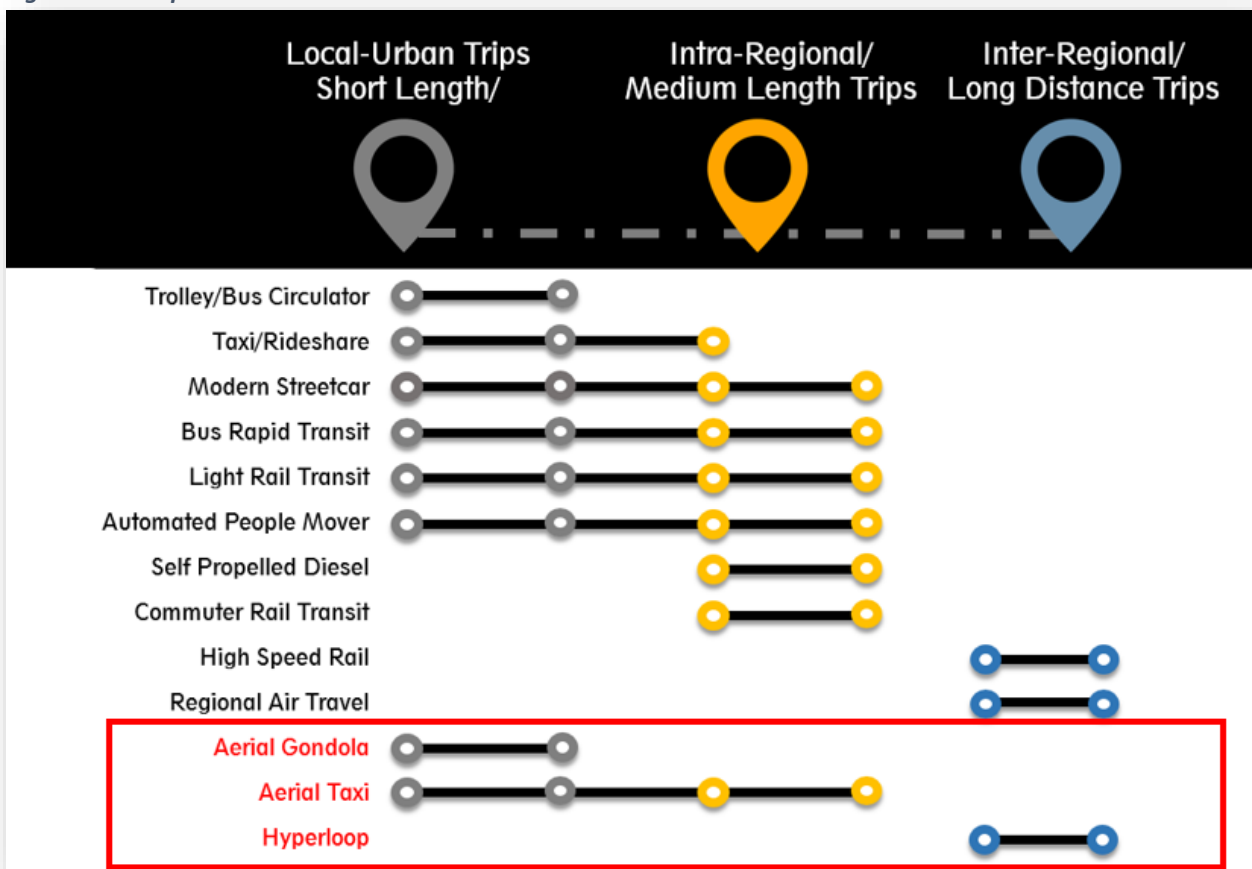 Local-Urban Trips
Short Length/
Intra-Regional/
Medium Length Trips
Inter-Regional/
Long Distance Trips
Trolley/Bus Circulator
Taxi/Rideshare
Modern Streetcar
Bus Rapid Transit
Light Rail Transit
Automated People Mover
Self Propelled Diesel
Commuter Rail Transit
High Speed Rail
Regional Air Travel
Aerial Gondola
Aerial Taxi
Hyperloop